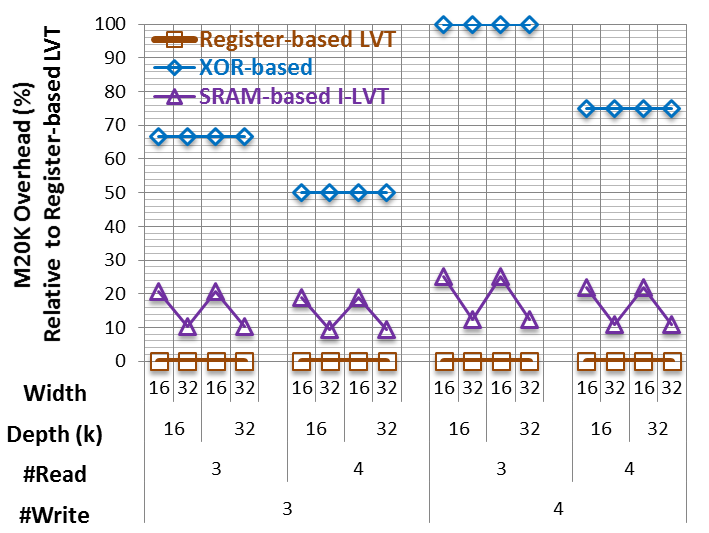 M20K Overhead (%)
Relative to Register-based LVT
100
90
80
70
60
50
40
30
20
10
0
Register-based LVT
XOR-based
SRAM-based I-LVT
Width
16 32 16 32 16 32 16 32 16 32 16 32 16 32 16 32
Depth (k)
16 32 16 32 16 32 16 32
#Read
3 4 3 4
#Write
3 4